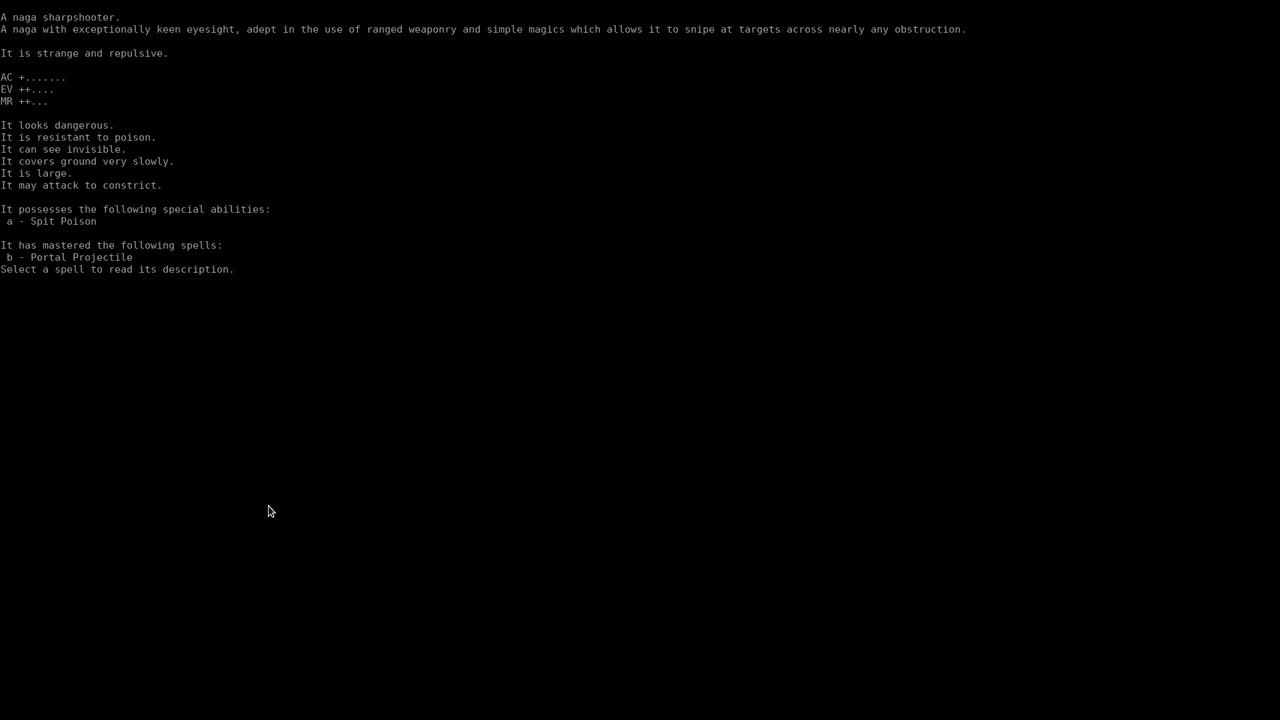 A naga sharpshooter.
A naga with exceptionally keen eyesight, adept in the use of ranged weaponry and simple magics which allows it to snipe at targets across nearly any obstruction.
It is strange and repulsive.
AC +.......
EV ++....
MR ++...
It looks dangerous.
It is resistant to poison.
It can see invisible.
It covers ground very slowly.
It is large.
It may attack to constrict.
It possesses the following special abilities:
a - Spit Poison
It has mastered the following spells:
b - Portal Projectile
Select a spell to read its description.